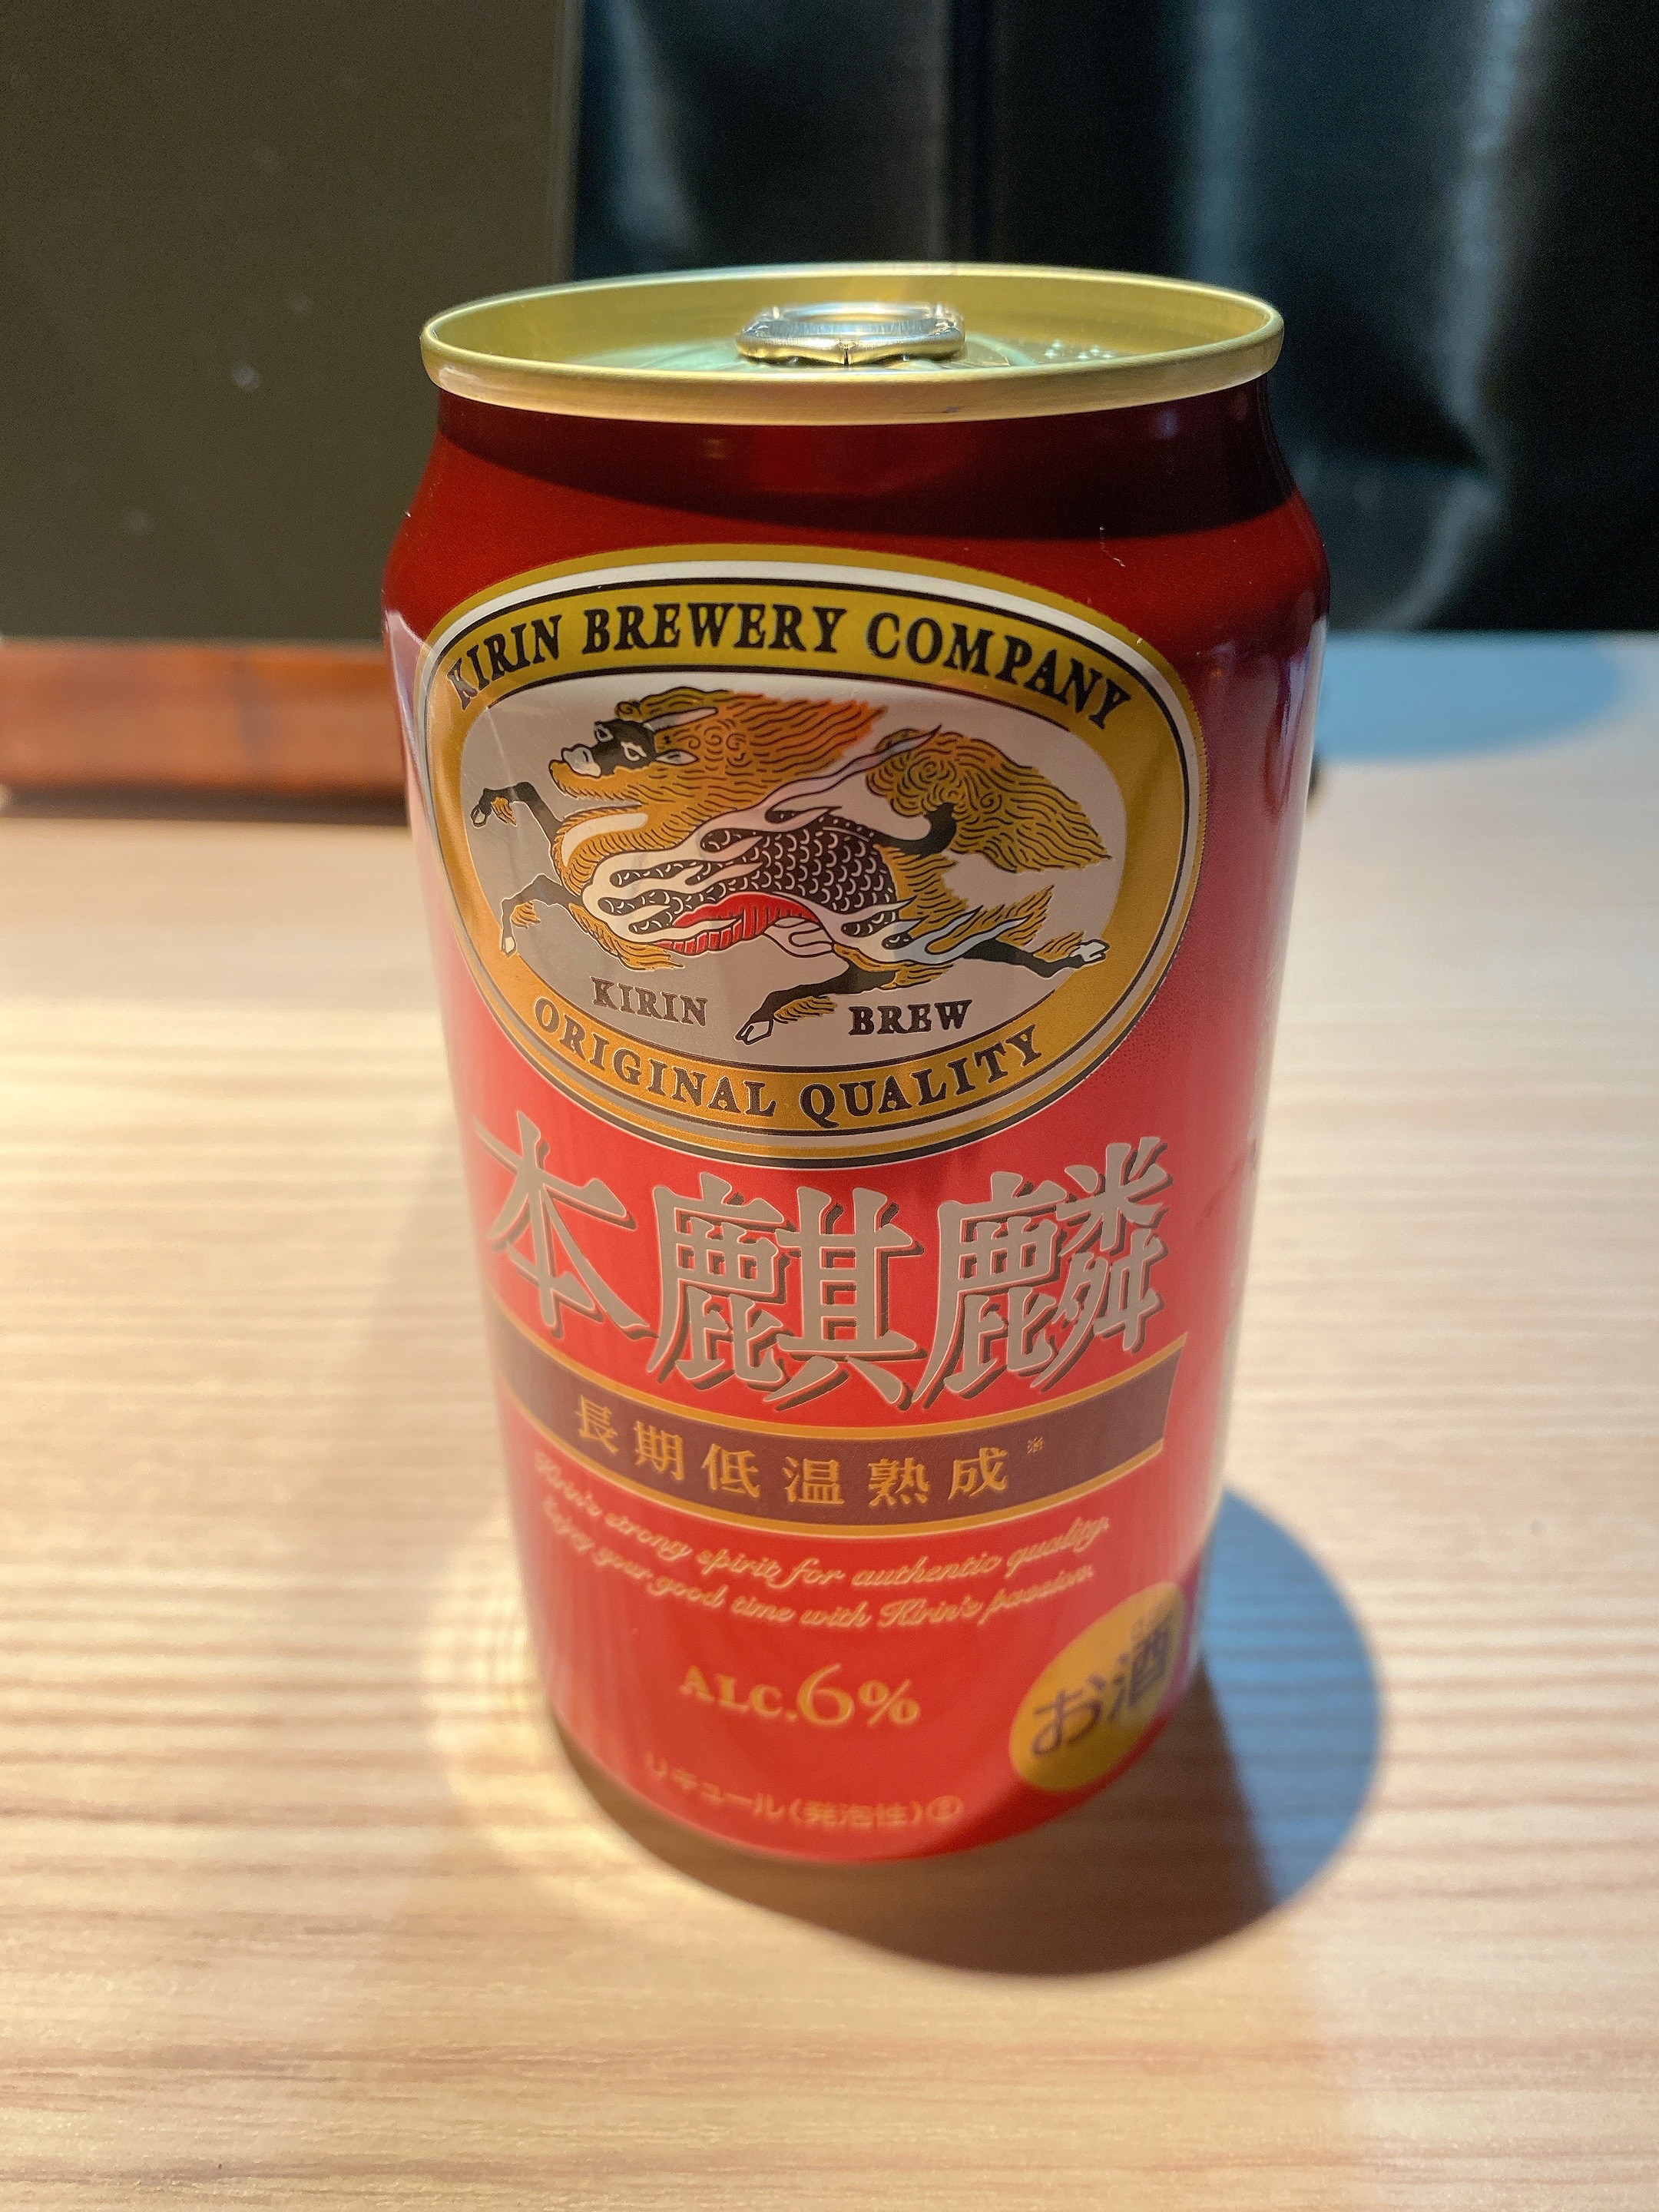 KIRIN BREWERY COMPANY
KIRIN BREW
ORIGINAL QUALITY
本麒麟
長期低温熟成※
Kirin's strong spirit for authentic quality.
Enjoy your good time with Kirin's passion.
ALC.6%
お酒
リキュール(発泡性)②